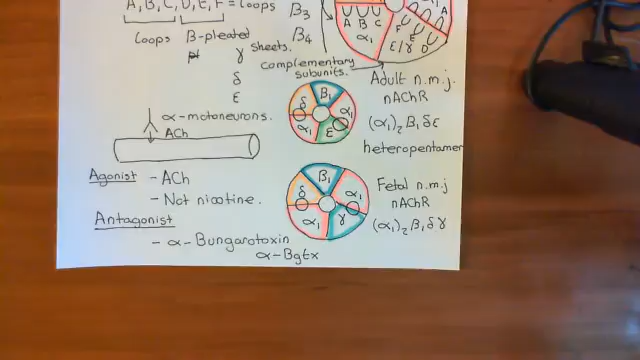 A, B, C, D, E, F = loops
loops β-pleated sheets.
β3
β4
γ
δ
ε
A B C
α1
F E D
A
ε/γ
complementary subunits.
α-motoneurons.
ACh
β1
δ
α1
α1
ε
Adult n.m.j.
nAChR
(α1)2 β1 δ ε
heteropentamer
Agonist - ACh
- Not nicotine.
Antagonist
- α-Bungarotoxin
α-Bgtx
β1
δ
α1
α1
γ
Fetal n.m.j
nAChR
(α1)2 β1 δ γ